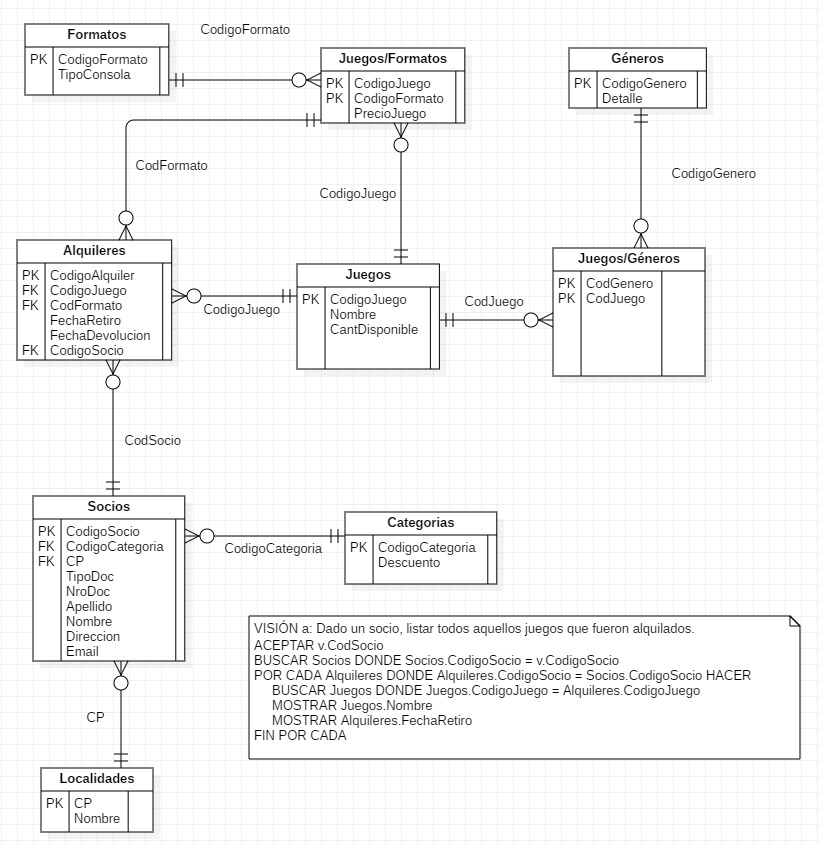 Formatos
PK CodigoFormato
TipoConsola
CodigoFormato
Juegos/Formatos
PK CodigoJuego
PK CodigoFormato
PrecioJuego
Géneros
PK CodigoGenero
Detalle
CodFormato
CodigoJuego
CodigoGenero
Alquileres
PK CodigoAlquiler
FK CodigoJuego
FK CodFormato
FechaRetiro
FechaDevolucion
FK CodigoSocio
CodigoJuego
Juegos
PK CodigoJuego
Nombre
CantDisponible
CodJuego
Juegos/Géneros
PK CodGenero
PK CodJuego
CodSocio
Socios
PK CodigoSocio
FK CodigoCategoria
FK CP
TipoDoc
NroDoc
Apellido
Nombre
Direccion
Email
CodigoCategoria
Categorias
PK CodigoCategoria
Descuento
VISIÓN a: Dado un socio, listar todos aquellos juegos que fueron alquilados.
ACEPTAR v.CodSocio
BUSCAR Socios DONDE Socios.CodigoSocio = v.CodigoSocio
POR CADA Alquileres DONDE Alquileres.CodigoSocio = Socios.CodigoSocio HACER
BUSCAR Juegos DONDE Juegos.CodigoJuego = Alquileres.CodigoJuego
MOSTRAR Juegos.Nombre
MOSTRAR Alquileres.FechaRetiro
FIN POR CADA
CP
Localidades
PK CP
Nombre